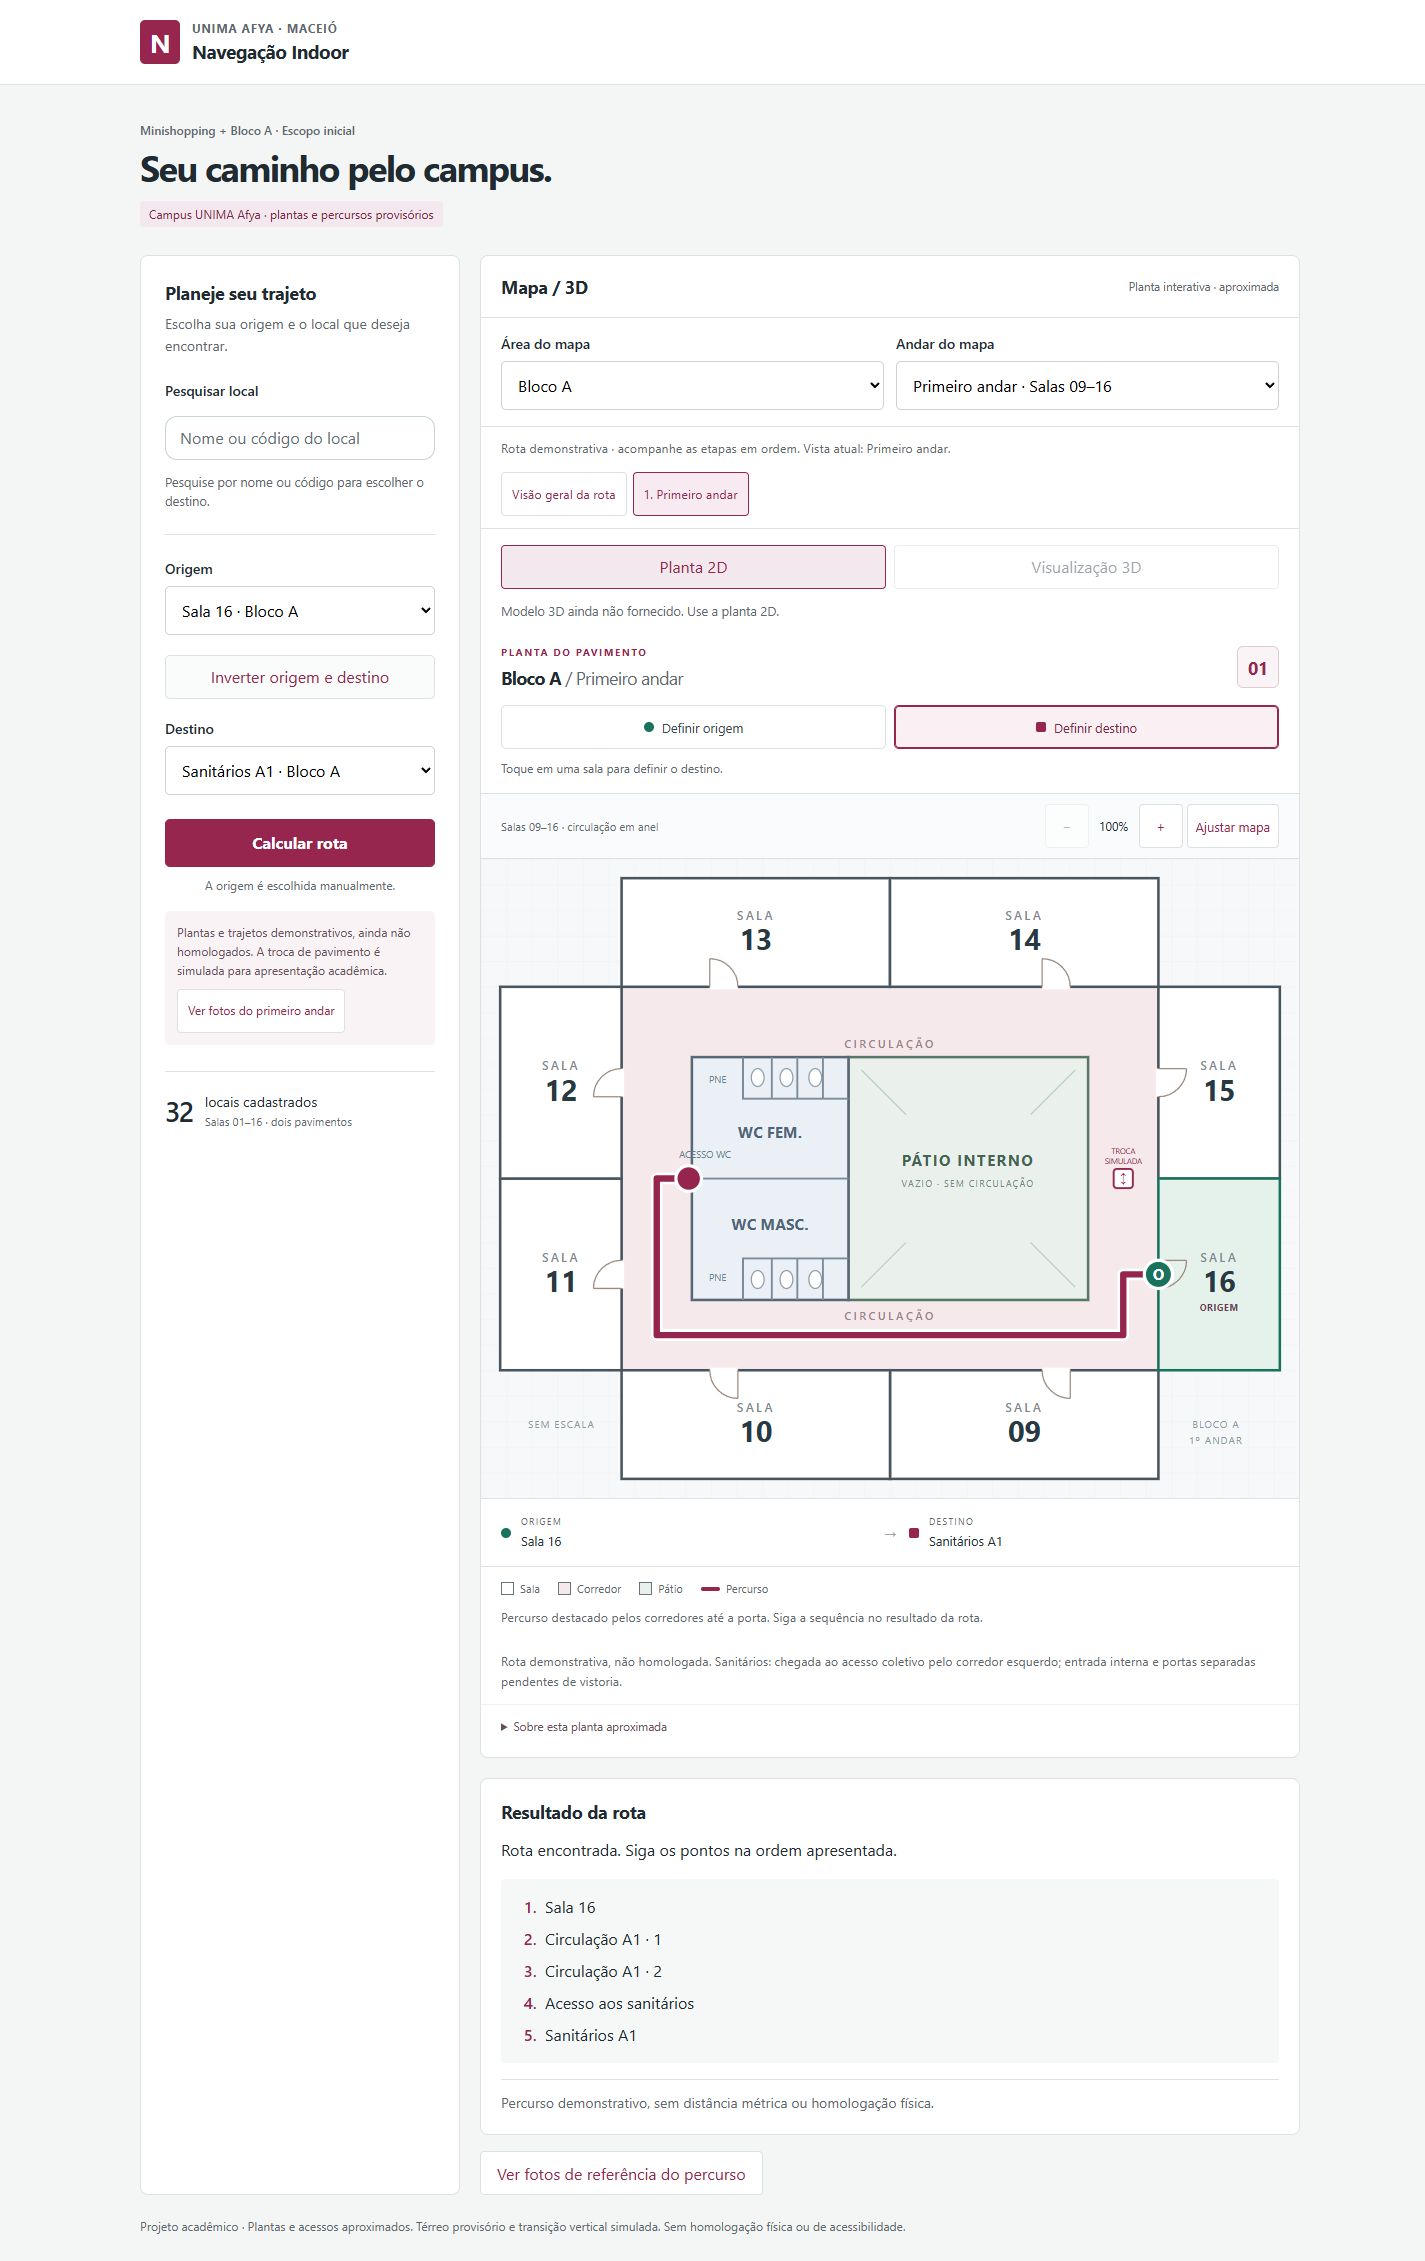 N
UNIMA AFYA · MACEIÓ
Navegação Indoor
Minishopping + Bloco A · Escopo inicial
Seu caminho pelo campus.
Campus UNIMA Afya · plantas e percursos provisórios
Planeje seu trajeto
Escolha sua origem e o local que deseja
encontrar.
Pesquisar local
Nome ou código do local
Pesquise por nome ou código para escolher o
destino.
Origem
Sala 16 · Bloco A
Inverter origem e destino
Destino
Sanitários A1 · Bloco A
Calcular rota
A origem é escolhida manualmente.
Plantas e trajetos demonstrativos, ainda não
homologados. A troca de pavimento é
simulada para apresentação acadêmica.
Ver fotos do primeiro andar
32 locais cadastrados
Salas 01–16 · dois pavimentos
Mapa / 3D
Planta interativa · aproximada
Área do mapa
Andar do mapa
Bloco A
Primeiro andar · Salas 09–16
Rota demonstrativa · acompanhe as etapas em ordem. Vista atual: Primeiro andar.
Visão geral da rota
1. Primeiro andar
Planta 2D
Visualização 3D
Modelo 3D ainda não fornecido. Use a planta 2D.
PLANTA DO PAVIMENTO
Bloco A / Primeiro andar
01
Definir origem
Definir destino
Toque em uma sala para definir o destino.
Salas 09–16 · circulação em anel
− 100% +
Ajustar mapa
SALA
13
SALA
14
CIRCULAÇÃO
SALA
12
PNE
WC FEM.
ACESSO WC
PÁTIO INTERNO
VAZIO · SEM CIRCULAÇÃO
TROCA
SIMULADA
↕
SALA
15
SALA
11
WC MASC.
PNE
CIRCULAÇÃO
O
SALA
16
ORIGEM
SALA
10
SALA
09
SEM ESCALA
BLOCO A
1º ANDAR
ORIGEM
Sala 16
→
DESTINO
Sanitários A1
Sala
Corredor
Pátio
Percurso
Percurso destacado pelos corredores até a porta. Siga a sequência no resultado da rota.
Rota demonstrativa, não homologada. Sanitários: chegada ao acesso coletivo pelo corredor esquerdo; entrada interna e portas separadas
pendentes de vistoria.
Sobre esta planta aproximada
Resultado da rota
Rota encontrada. Siga os pontos na ordem apresentada.
1. Sala 16
2. Circulação A1 · 1
3. Circulação A1 · 2
4. Acesso aos sanitários
5. Sanitários A1
Percurso demonstrativo, sem distância métrica ou homologação física.
Ver fotos de referência do percurso
Projeto acadêmico · Plantas e acessos aproximados. Térreo provisório e transição vertical simulada. Sem homologação física ou de acessibilidade.